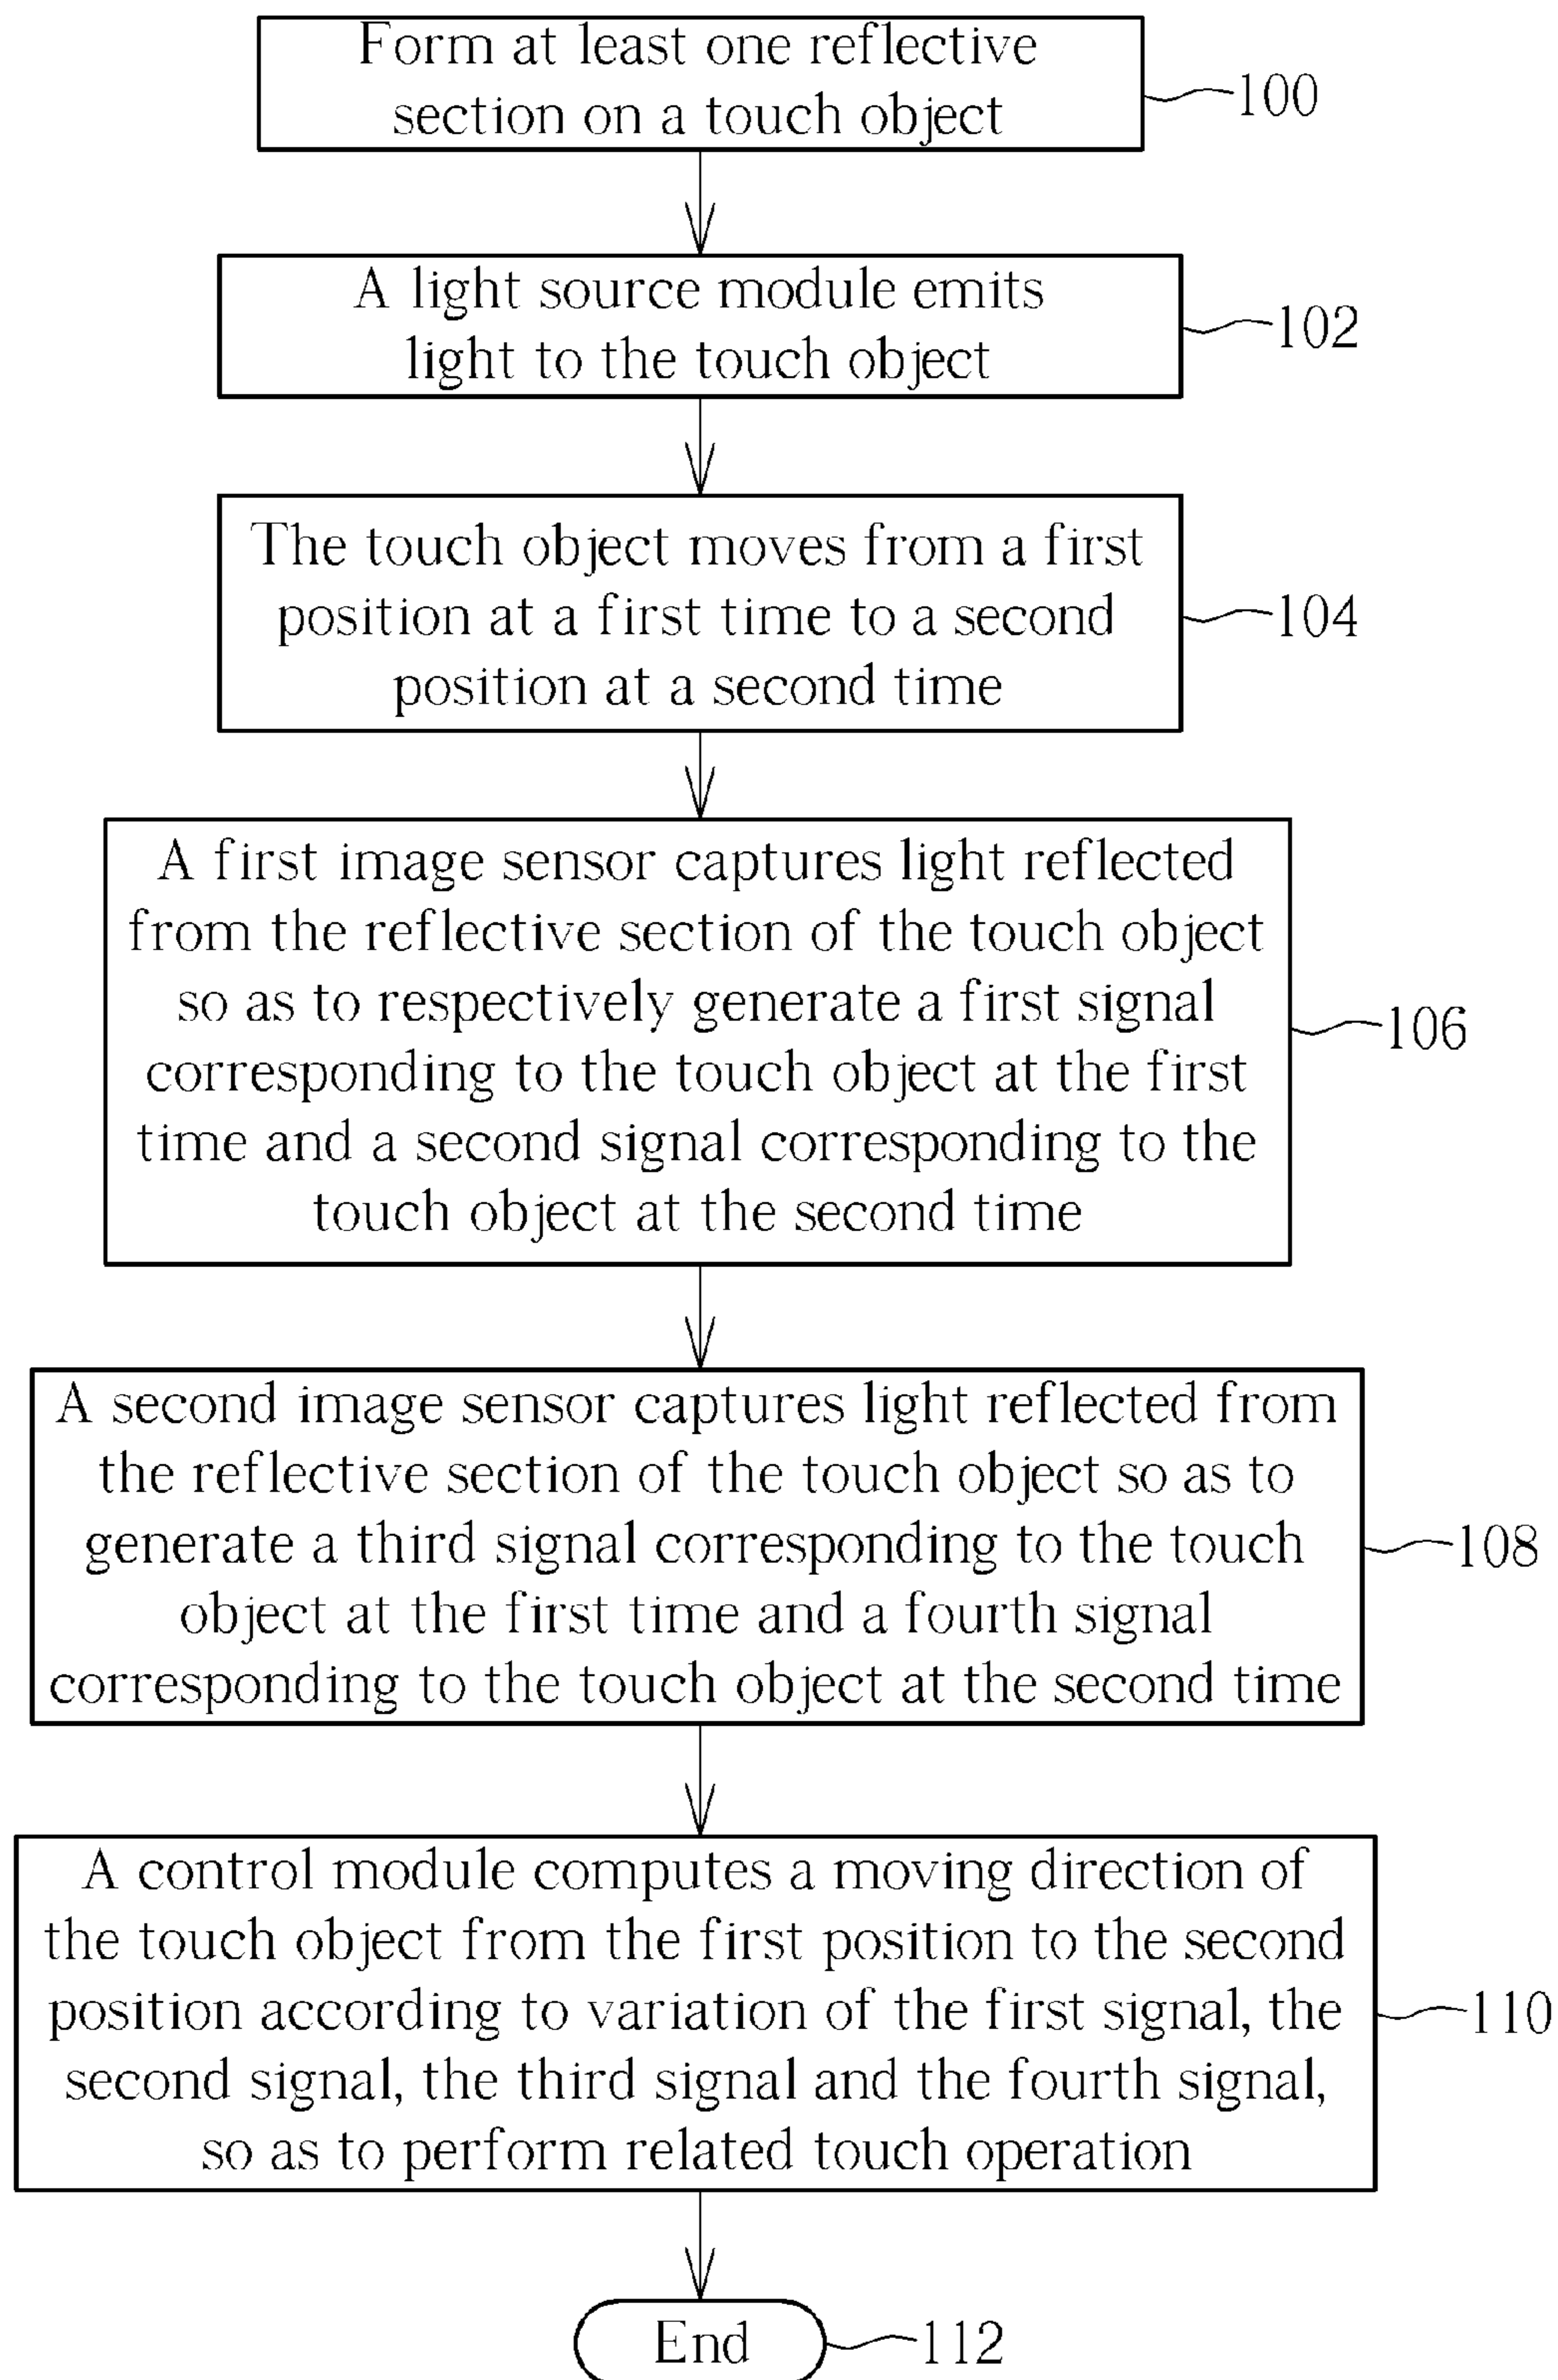 Form at least one reflective
section on a touch object
100
A light source module emits
light to the touch object
102
The touch object moves from a first
position at a first time to a second
position at a second time
104
A first image sensor captures light reflected
from the reflective section of the touch object
so as to respectively generate a first signal
corresponding to the touch object at the first
time and a second signal corresponding to the
touch object at the second time
106
A second image sensor captures light reflected from
the reflective section of the touch object so as to
generate a third signal corresponding to the touch
object at the first time and a fourth signal
corresponding to the touch object at the second time
108
A control module computes a moving direction of
the touch object from the first position to the second
position according to variation of the first signal, the
second signal, the third signal and the fourth signal,
so as to perform related touch operation
110
End
112